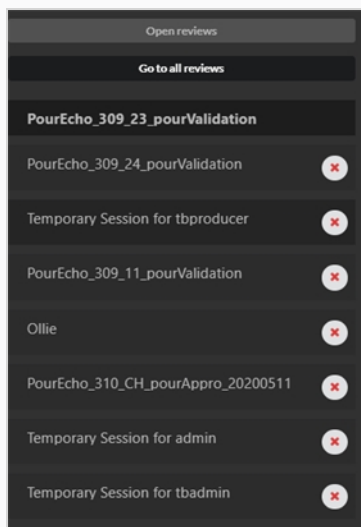 Open reviews
Go to all reviews
PourEcho_309_23_pourValidation
PourEcho_309_24_pourValidation
Temporary Session for tbproducer
PourEcho_309_11_pourValidation
Ollie
PourEcho_310_CH_pourAppro_20200511
Temporary Session for admin
Temporary Session for tbadmin